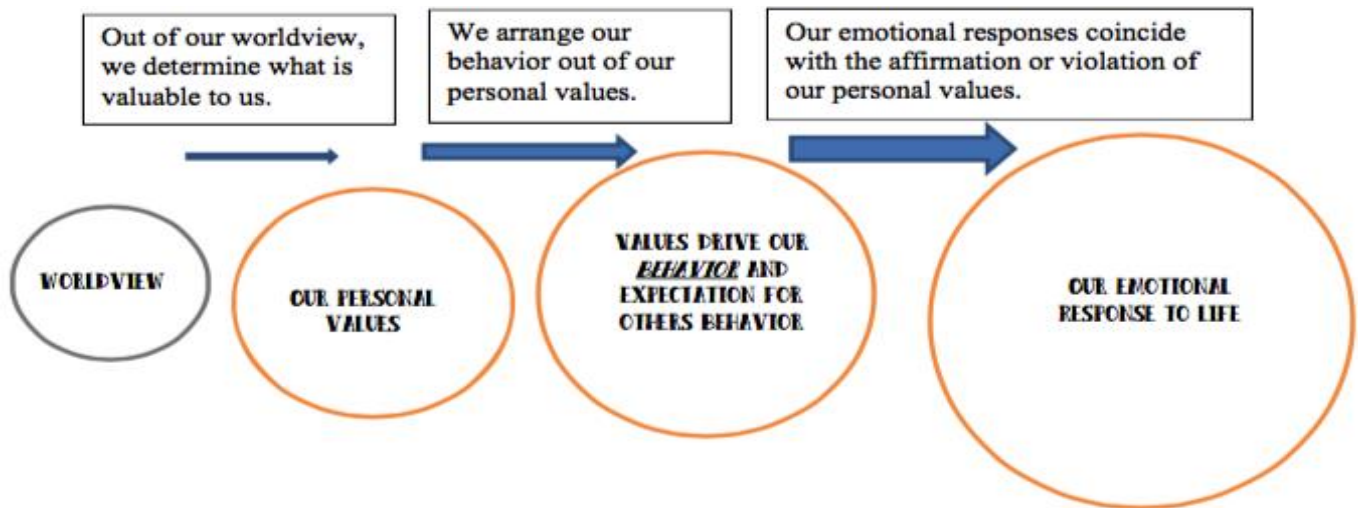 Out of our worldview,
we determine what is
valuable to us.
We arrange our
behavior out of our
personal values.
Our emotional responses coincide
with the affirmation or violation of
our personal values.
WORLDVIEW
OUR PERSONAL
VALUES
VALUES DRIVE OUR
BEHAVIOR AND
EXPECTATION FOR
OTHERS BEHAVIOR
OUR EMOTIONAL
RESPONSE TO LIFE